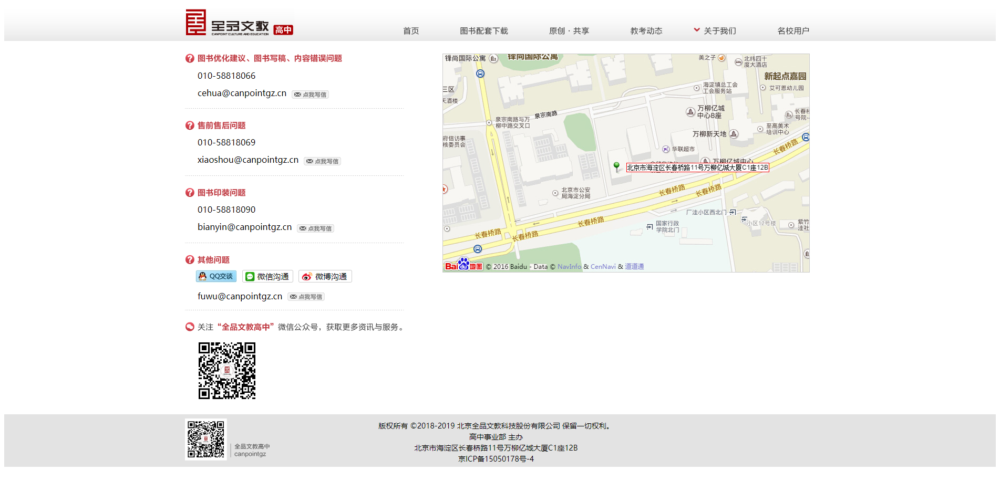 全品文教 高中
CANPOINT CULTURE AND EDUCATION
首页 图书配套下载 原创 · 共享 教考动态 关于我们 名校用户
图书优化建议、图书写稿、内容错误问题
010-58818066
cehua@canpointgz.cn 点我写信
售前售后问题
010-58818069
xiaoshou@canpointgz.cn 点我写信
图书印装问题
010-58818090
bianyin@canpointgz.cn 点我写信
其他问题
QQ交谈 微信沟通 微博沟通
fuwu@canpointgz.cn 点我写信
关注“全品文教高中”微信公众号，获取更多资讯与服务。
锋尚国际公寓
锋尚国际公寓
美之子
北纬四十
度大酒店
新起点嘉园
三区
天酒楼
海淀镇总工会
工会服务站
艾可恩幼儿园
万柳亿城
中心B座
长春桥
号院
泉宗南路
泉宗南路与万
柳中路交叉口
万柳新天地
至高美术
培训中心
府信访事
核委员会
华联超市
长春桥路
万柳亿城中心
北京市海淀区长春桥路11号万柳亿城大厦C1座12B
北京市公安
局海淀分局
长春桥路
长春桥路
厂洼小区西北门
小区12号楼
紫竹
洼社
国家行政
学院北门
长春桥路
长春桥路
长春桥路
Baidu地图 © 2016 Baidu - Data © NavInfo & CenNavi & 道道通
全品文教高中
canpointgz
版权所有 ©2018-2019 北京全品文教科技股份有限公司 保留一切权利。
高中事业部 主办
北京市海淀区长春桥路11号万柳亿城大厦C1座12B
京ICP备15050178号-4